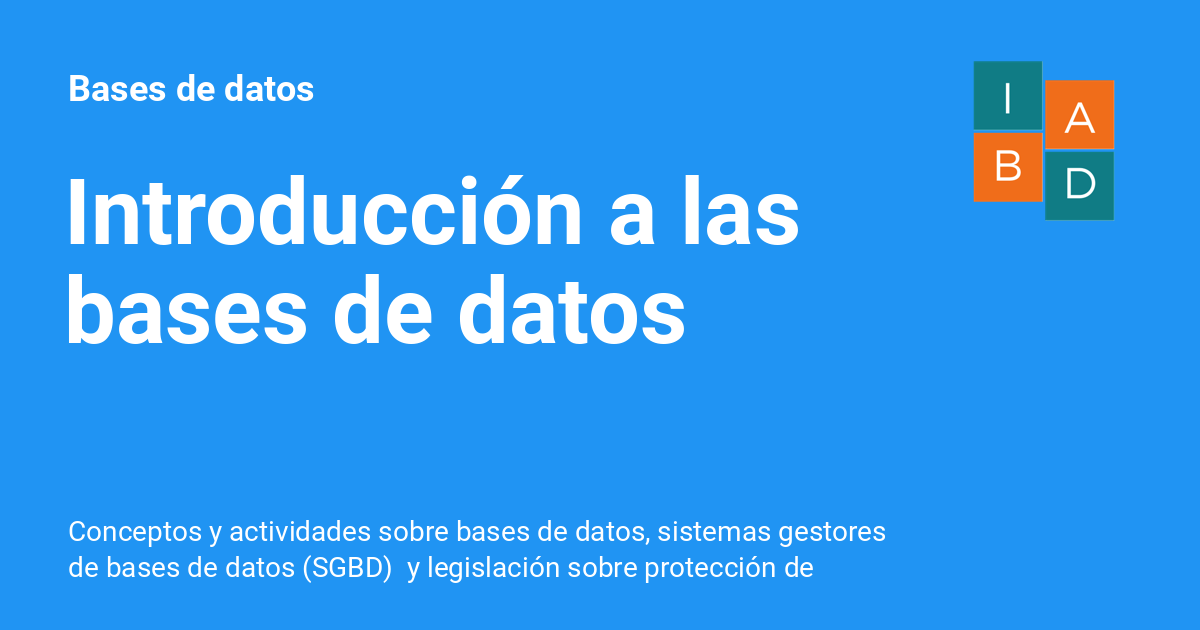 Bases de datos
I A
B D
Introducción a las
bases de datos
Conceptos y actividades sobre bases de datos, sistemas gestores
de bases de datos (SGBD)  y legislación sobre protección de